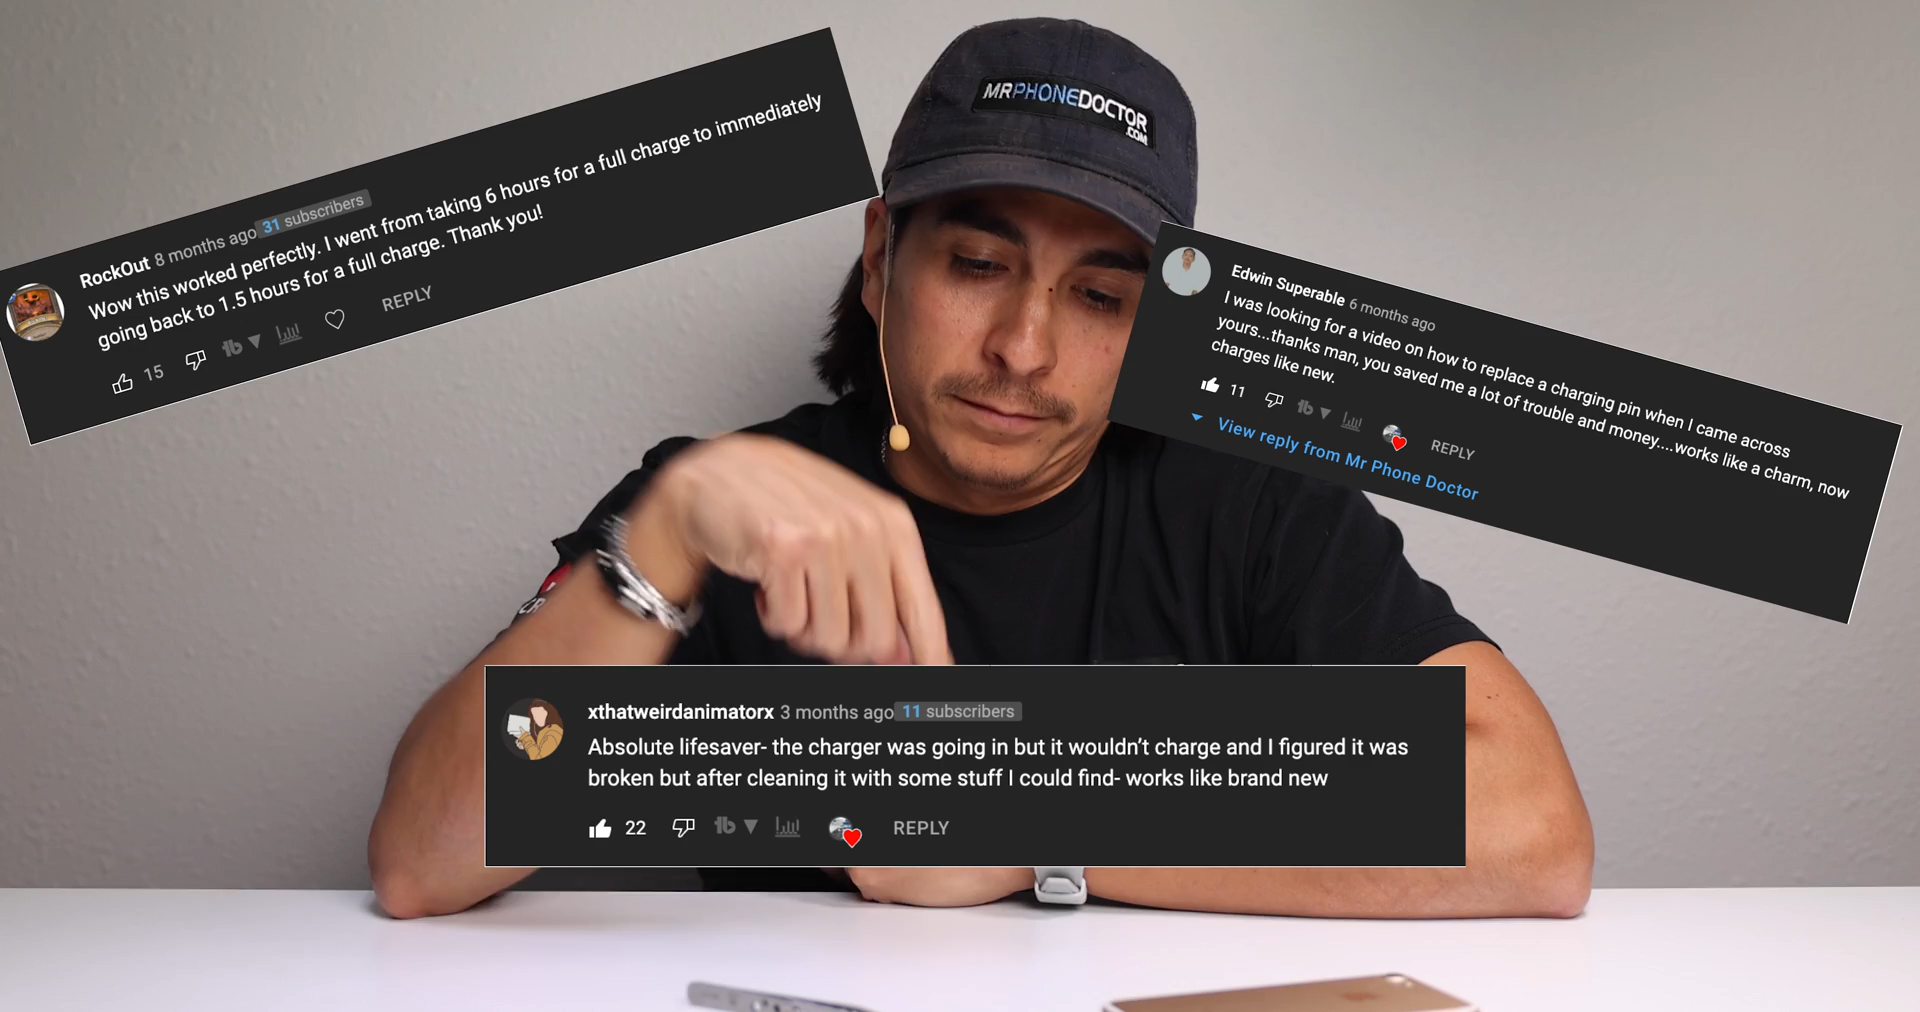 MRPHONEDOCTOR
.COM
RockOut 8 months ago 31 subscribers
Wow this worked perfectly. I went from taking 6 hours for a full charge to immediately
going back to 1.5 hours for a full charge. Thank you!
15 REPLY
Edwin Superable 6 months ago
I was looking for a video on how to replace a charging pin when I came across
yours...thanks man, you saved me a lot of trouble and money....works like a charm, now
charges like new.
11 REPLY
View reply from Mr Phone Doctor
xthatweirdanimatorx 3 months ago 11 subscribers
Absolute lifesaver- the charger was going in but it wouldn’t charge and I figured it was
broken but after cleaning it with some stuff I could find- works like brand new
22 REPLY